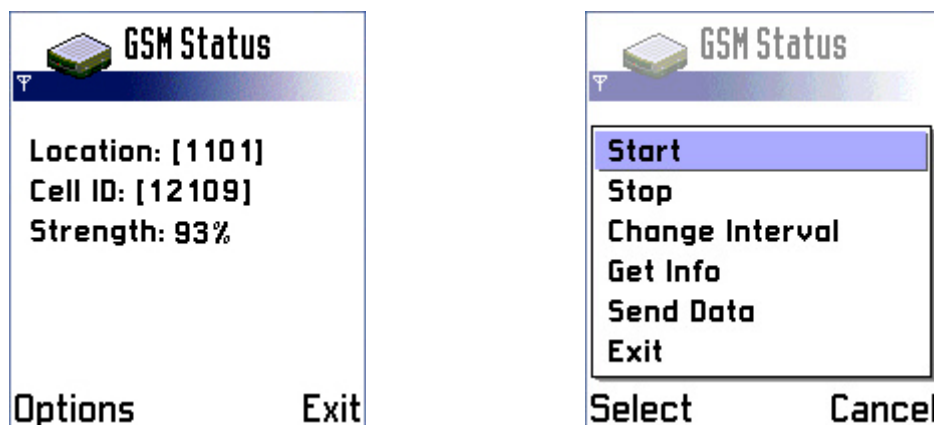 GSM Status
Location: [1101]
Cell ID: [12109]
Strength: 93%
Options Exit
GSM Status
Start
Stop
Change Interval
Get Info
Send Data
Exit
Select Cancel